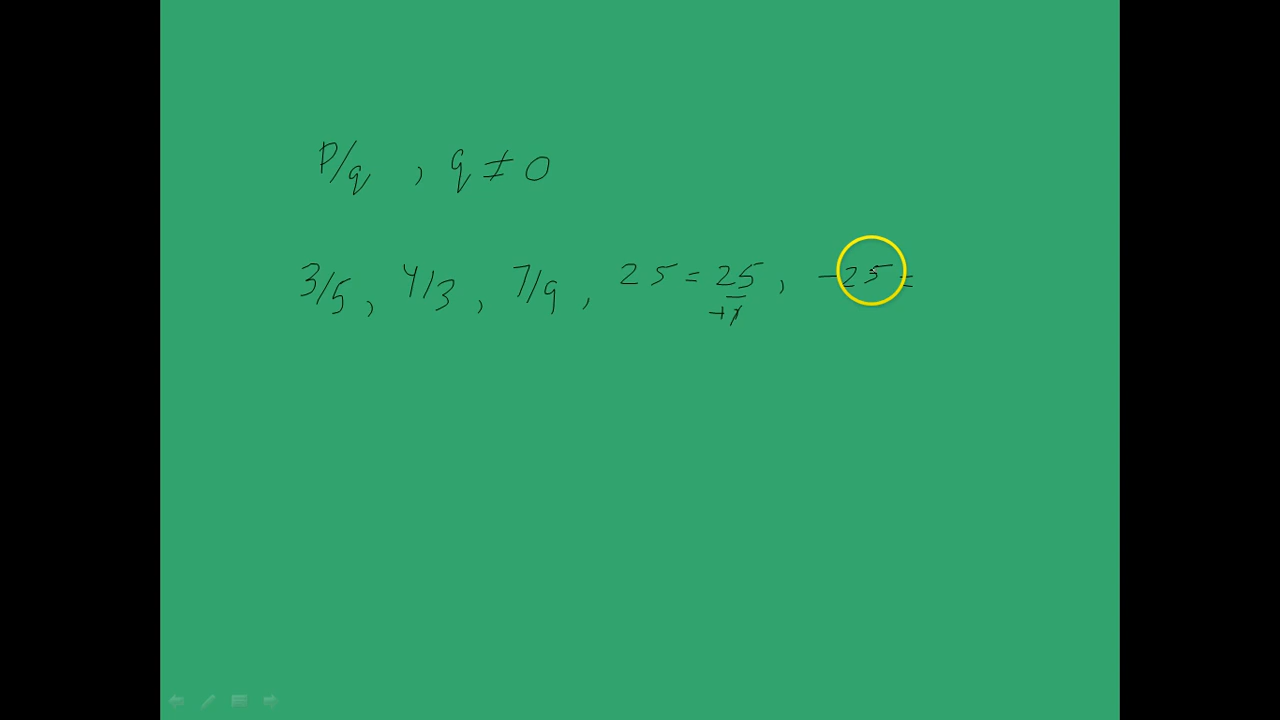 P/q , q ≠ 0
3/5 , 4/3 , 7/9 , 25 = 25/+1 , -25 =